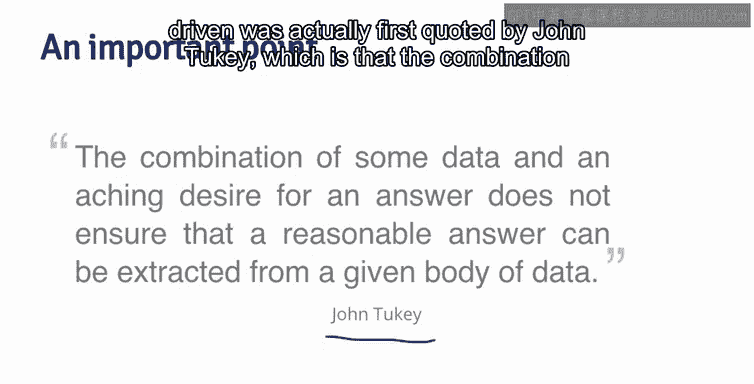 driven was actually first quoted by John
Tukey, which is that the combination
An important point
“ The combination of some data and an
aching desire for an answer does not
ensure that a reasonable answer can
be extracted from a given body of data. ”
John Tukey